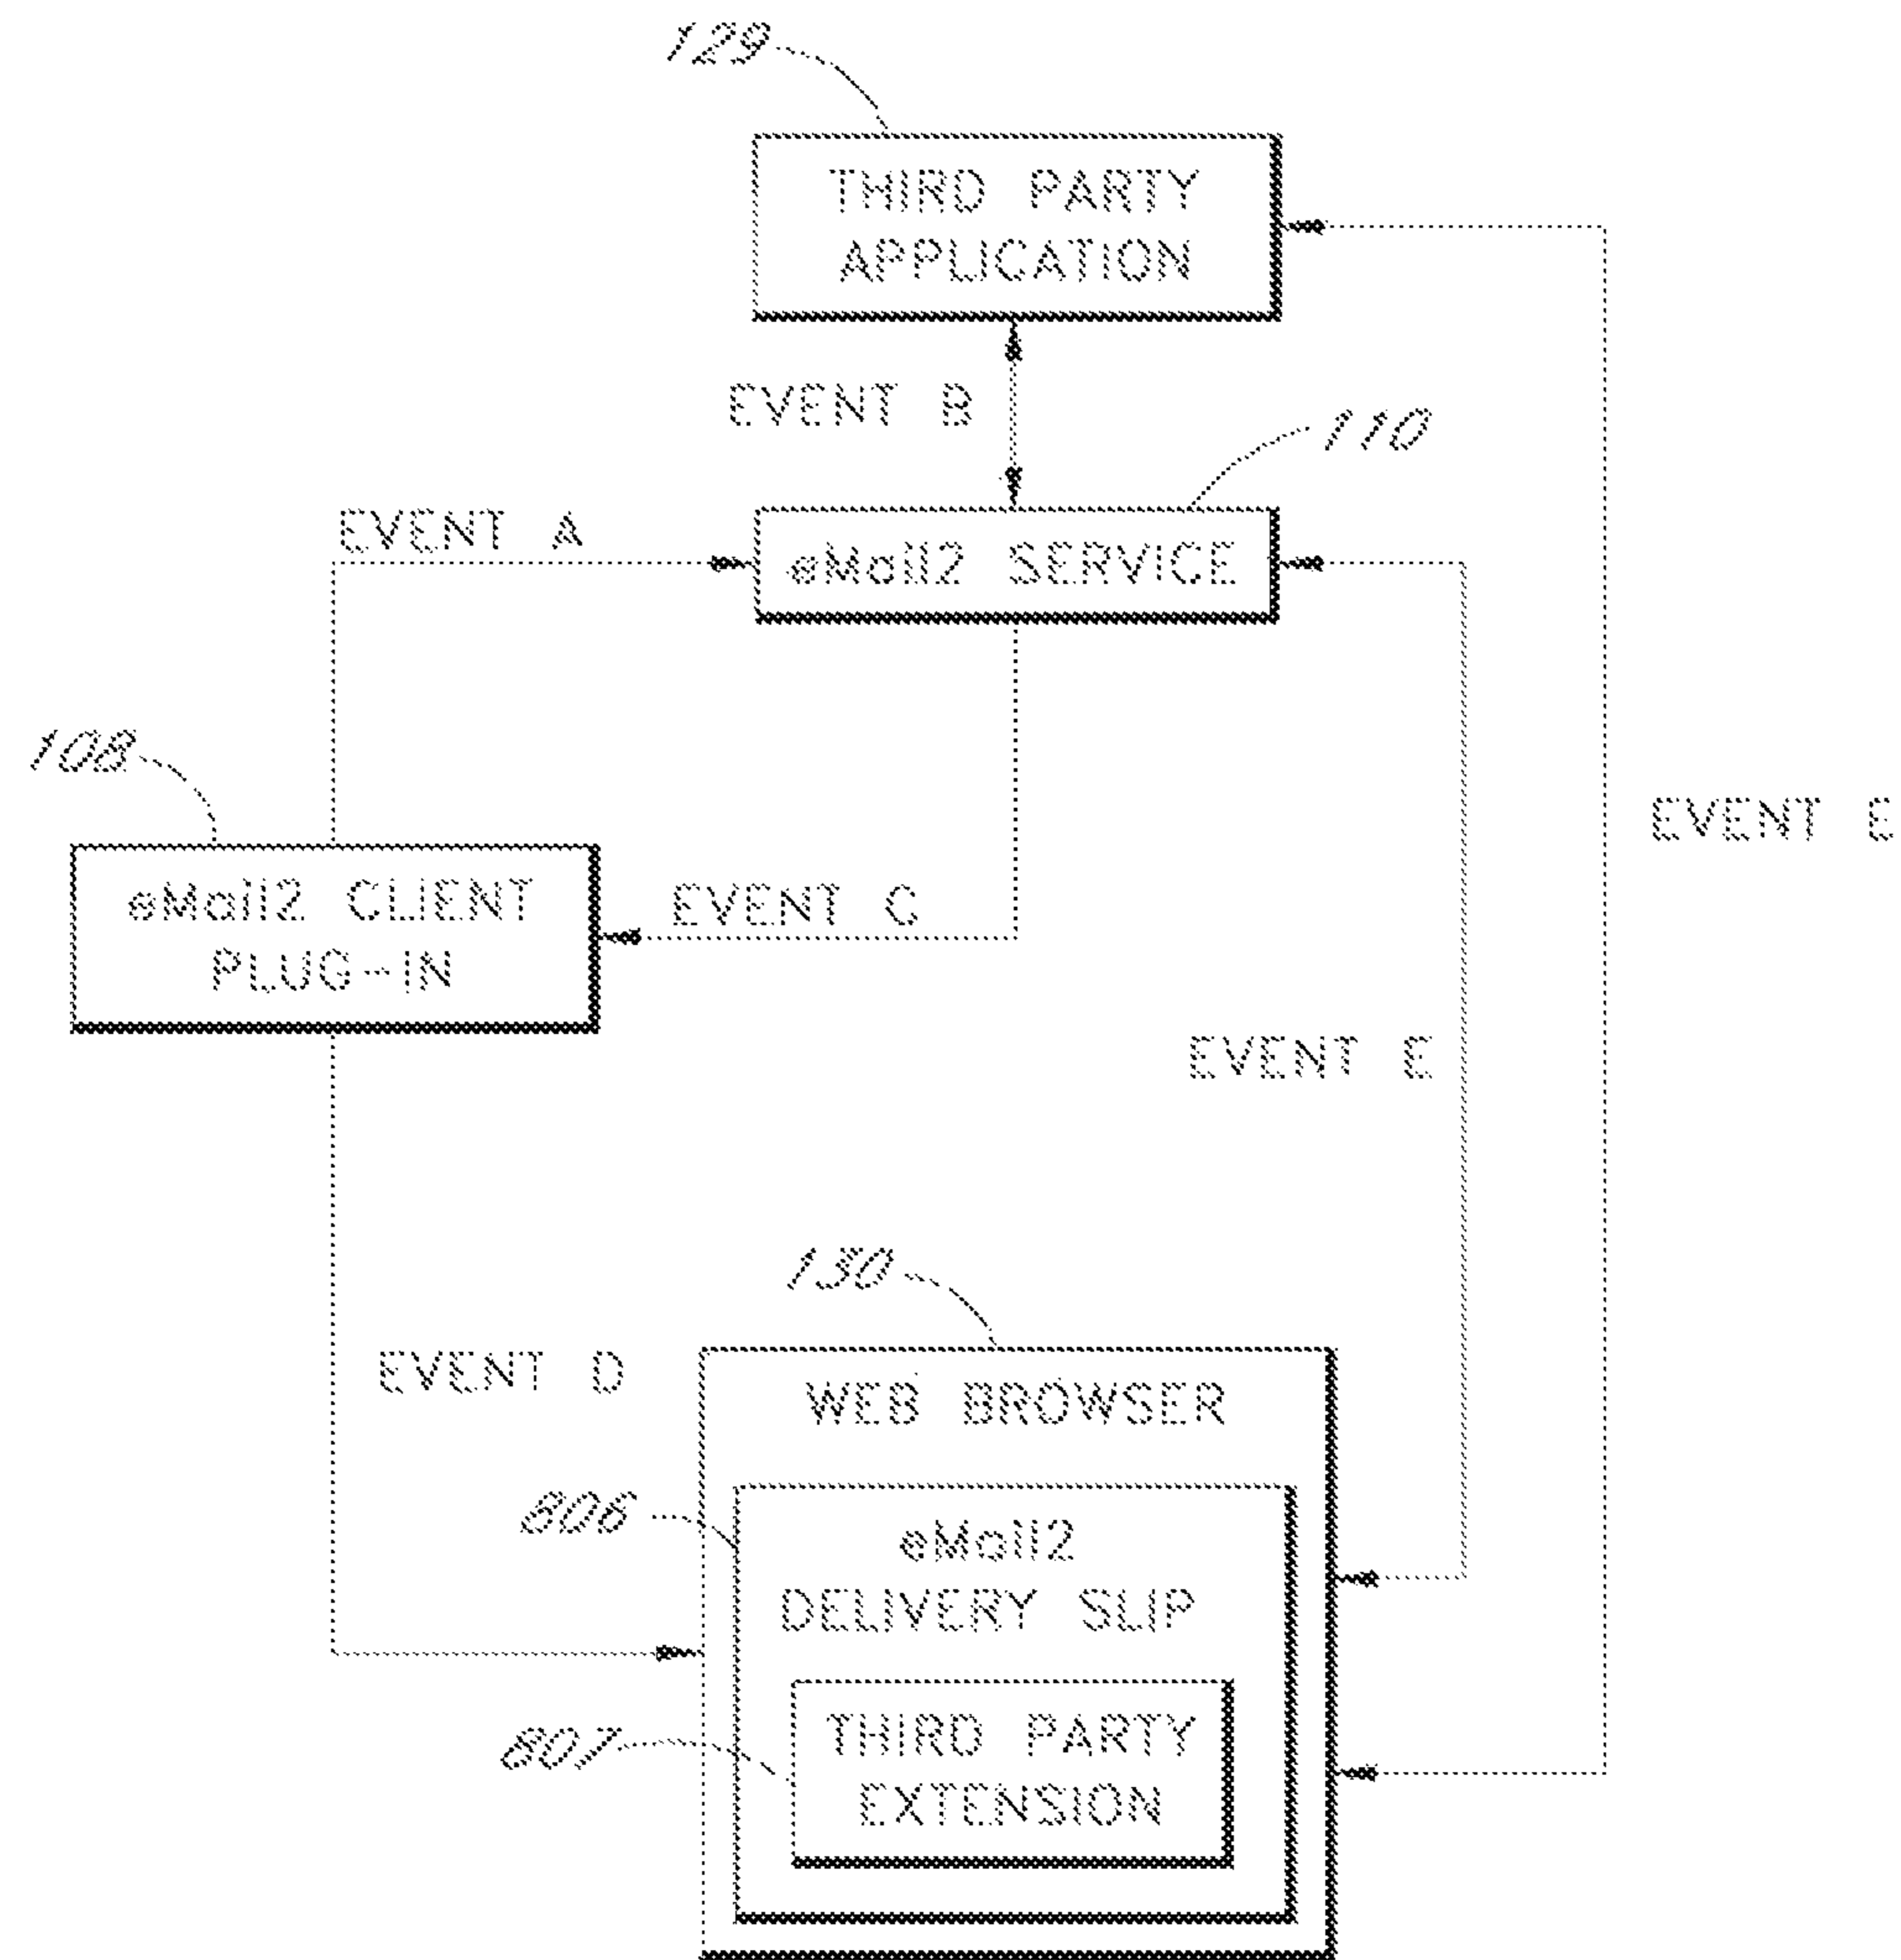 129
THIRD PARTY
APPLICATION
EVENT B
110
EVENT A
eMail2 SERVICE
108
EVENT E
eMail2 CLIENT
PLUG-IN
EVENT C
EVENT E
130
EVENT D
WEB BROWSER
806
eMail2
DELIVERY SLIP
807
THIRD PARTY
EXTENSION